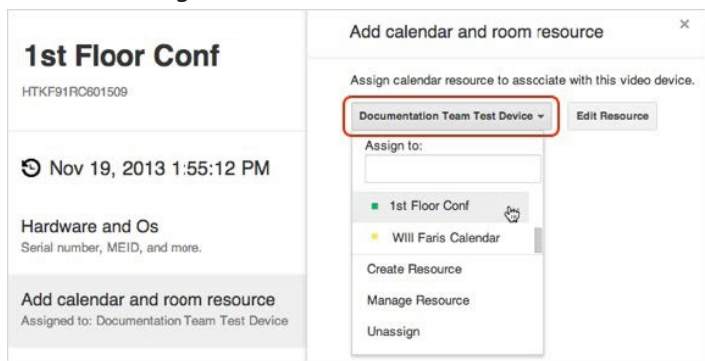 1st Floor Conf
HTKF91RC601509
Nov 19, 2013 1:55:12 PM
Hardware and Os
Serial number, MEID, and more.
Add calendar and room resource
Assigned to: Documentation Team Test Device
Add calendar and room resource
×
Assign calendar resource to associate with this video device.
Documentation Team Test Device
Edit Resource
Assign to:
1st Floor Conf
WIll Faris Calendar
Create Resource
Manage Resource
Unassign